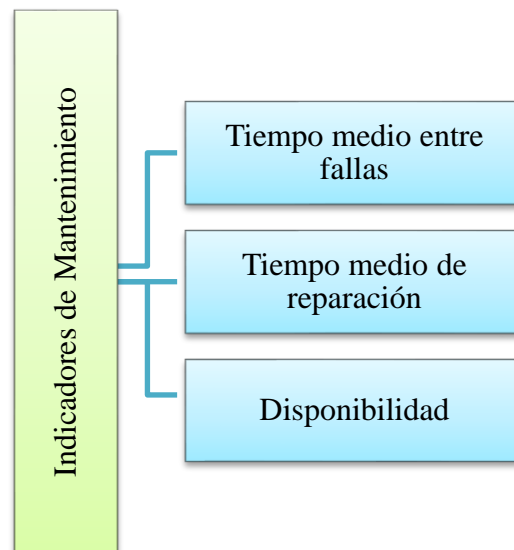 Indicadores de Mantenimiento
Tiempo medio entre
fallas
Tiempo medio de
reparación
Disponibilidad